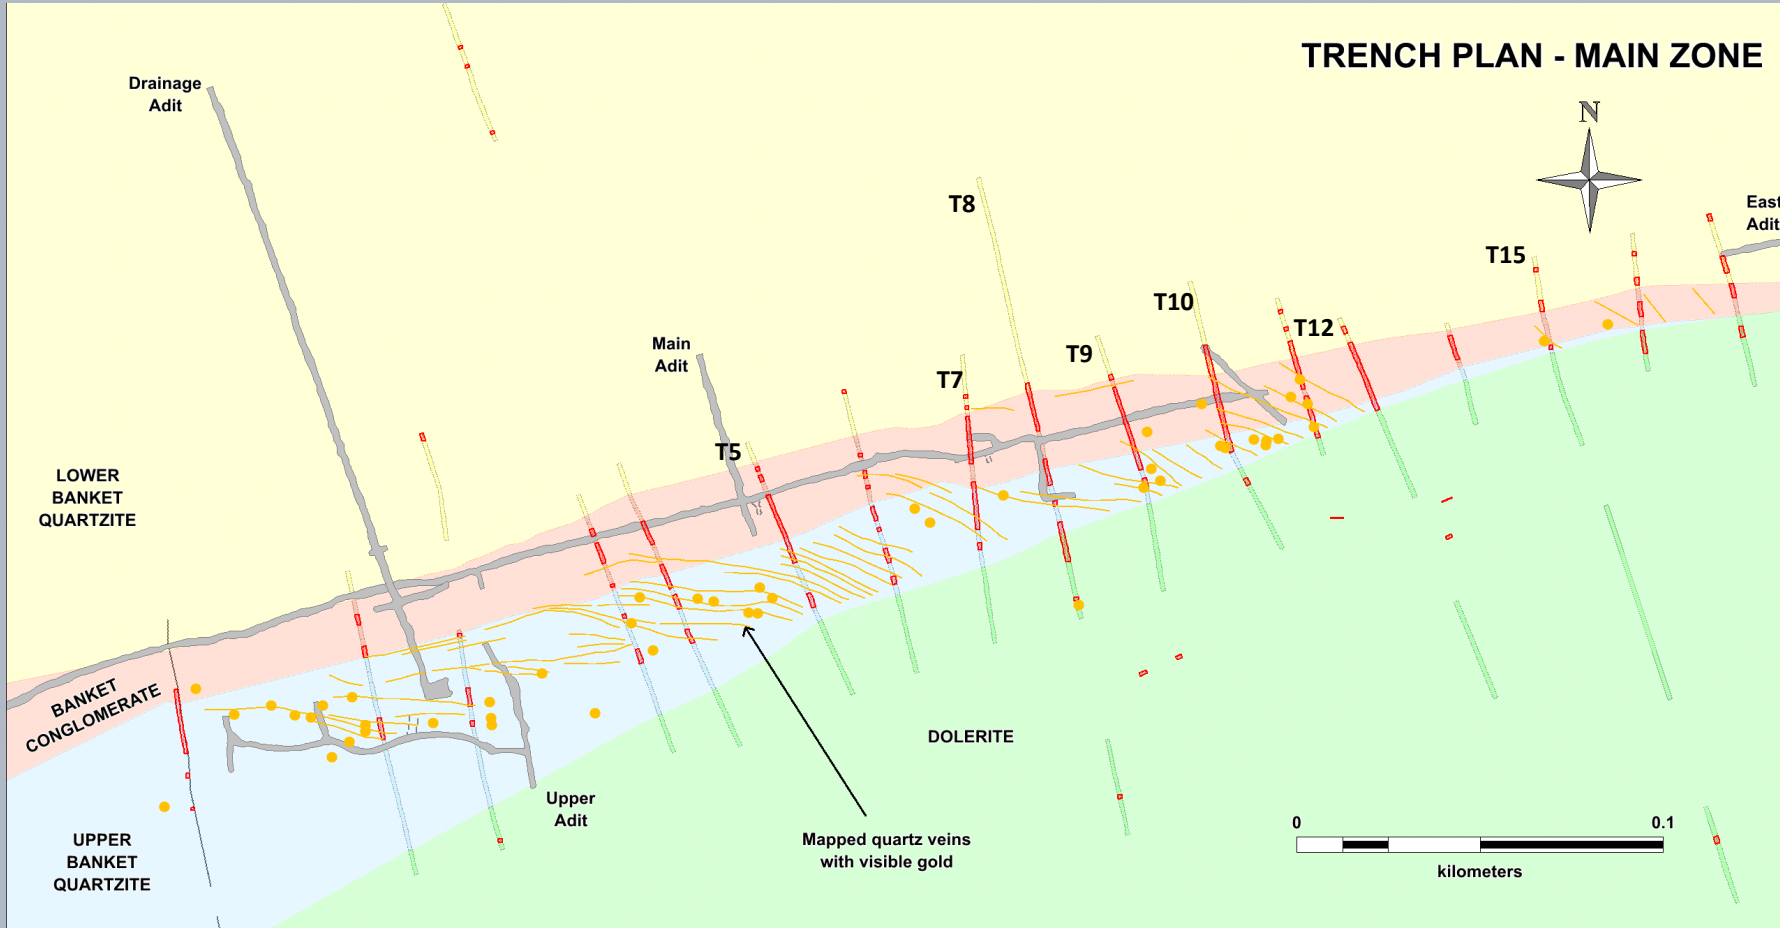 TRENCH PLAN - MAIN ZONE
Drainage
Adit
N
T8
East
Adit
T15
T10
T12
Main
Adit
T9
T7
T5
LOWER
BANKET
QUARTZITE
BANKET
CONGLOMERATE
DOLERITE
Upper
Adit
Mapped quartz veins
with visible gold
UPPER
BANKET
QUARTZITE
0 0.1
kilometers